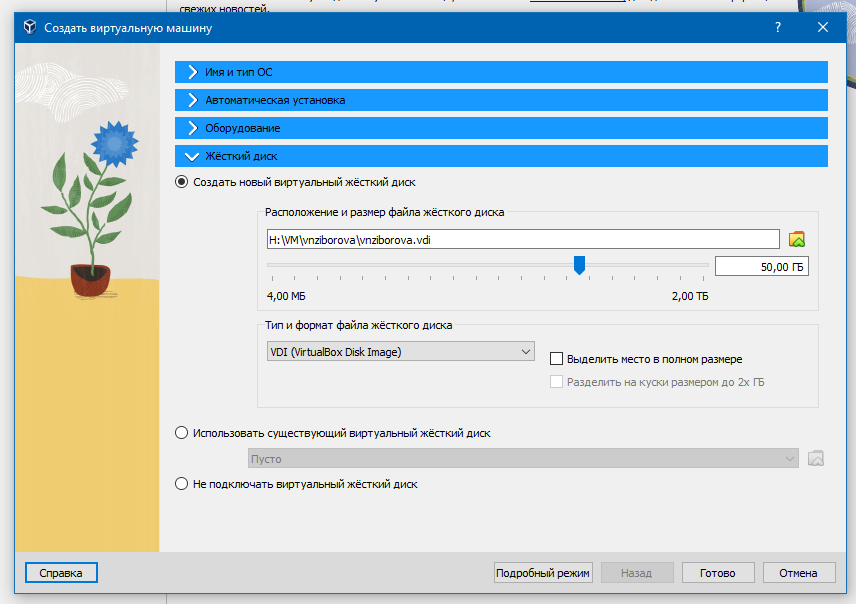 свежих новостей.
Создать виртуальную машину
?
Имя и тип ОС
Автоматическая установка
Оборудование
Жёсткий диск
Создать новый виртуальный жёсткий диск
Расположение и размер файла жёсткого диска
H:\VM\vnziborova\vnziborova.vdi
50,00 ГБ
4,00 МБ 2,00 ТБ
Тип и формат файла жёсткого диска
VDI (VirtualBox Disk Image)
Выделить место в полном размере
Разделить на куски размером до 2х ГБ
Использовать существующий виртуальный жёсткий диск
Пусто
Не подключать виртуальный жёсткий диск
Справка Подробный режим Назад Готово Отмена